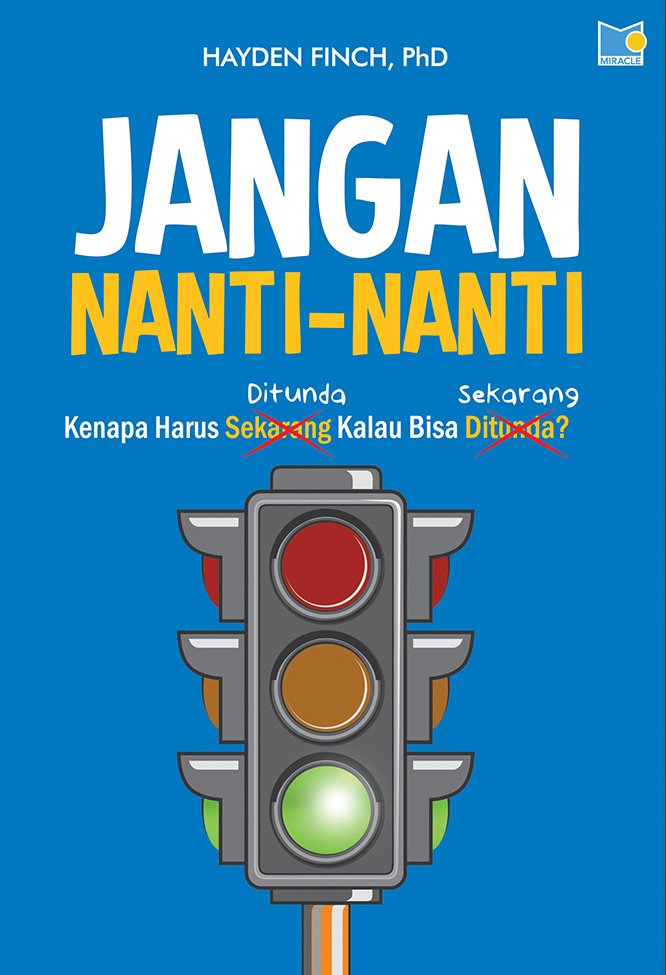 HAYDEN FINCH, PhD
MIRACLE
JANGAN
NANTI-NANTI
Ditunda Sekarang
Kenapa Harus Sekarang Kalau Bisa Ditunda?